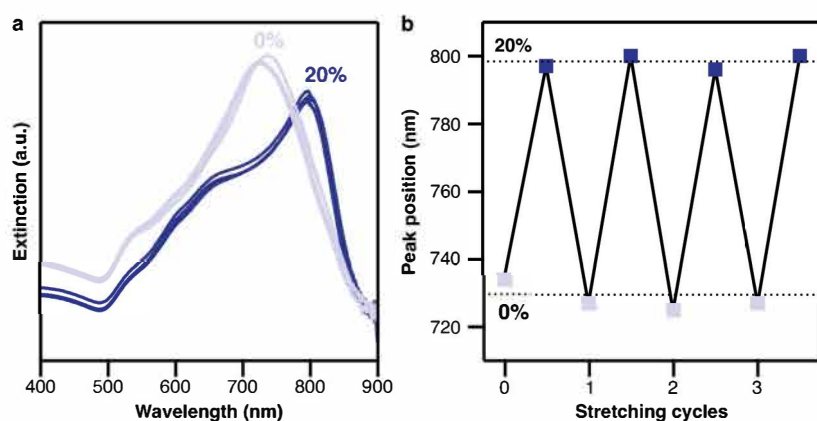 a
0%
20%
Extinction (a.u.)
400 500 600 700 800 900
Wavelength (nm)
b
20%
0%
800
780
760
740
720
Peak position (nm)
0 1 2 3
Stretching cycles